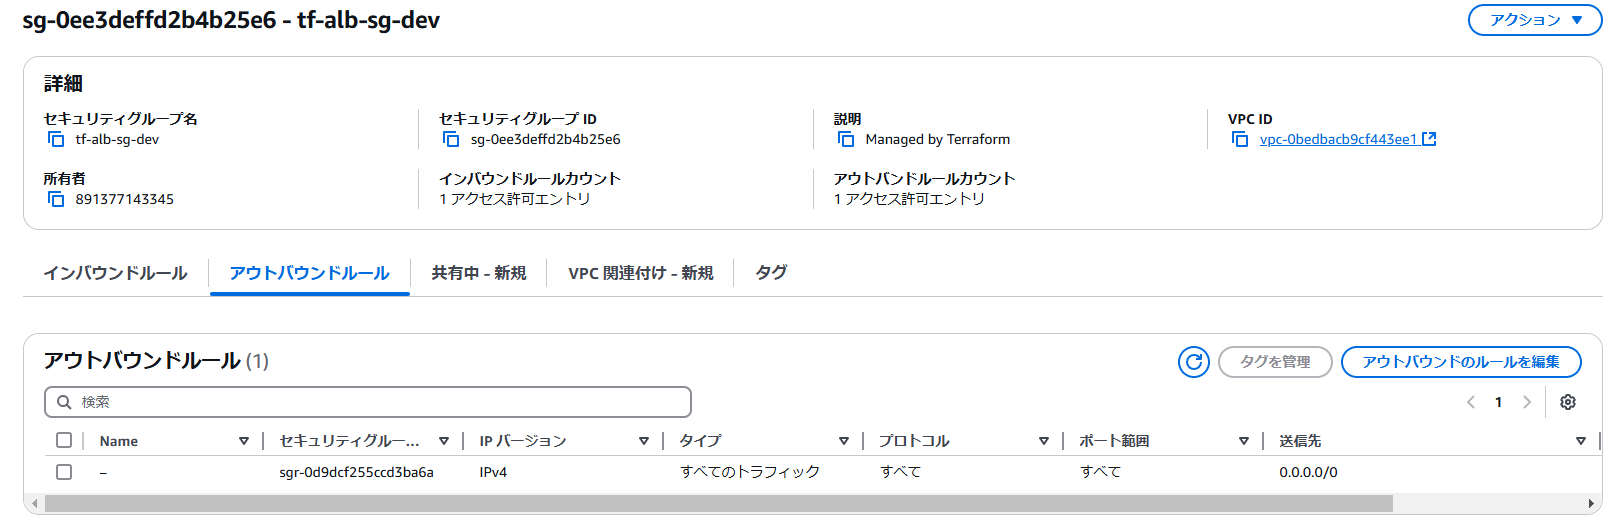 sg-0ee3deffd2b4b25e6 - tf-alb-sg-dev
アクション
詳細
セキュリティグループ名
tf-alb-sg-dev
セキュリティグループ ID
sg-0ee3deffd2b4b25e6
説明
Managed by Terraform
VPC ID
vpc-0bedbacb9cf443ee1
所有者
891377143345
インバウンドルールカウント
1 アクセス許可エントリ
アウトバンドルールカウント
1 アクセス許可エントリ
インバウンドルール アウトバウンドルール 共有中 - 新規 VPC 関連付け - 新規 タグ
アウトバウンドルール (1)
タグを管理 アウトバウンドのルールを編集
検索
1
Name セキュリティグルー... IP バージョン タイプ プロトコル ポート範囲 送信先
– sgr-0d9dcf255ccd3ba6a IPv4 すべてのトラフィック すべて すべて 0.0.0.0/0